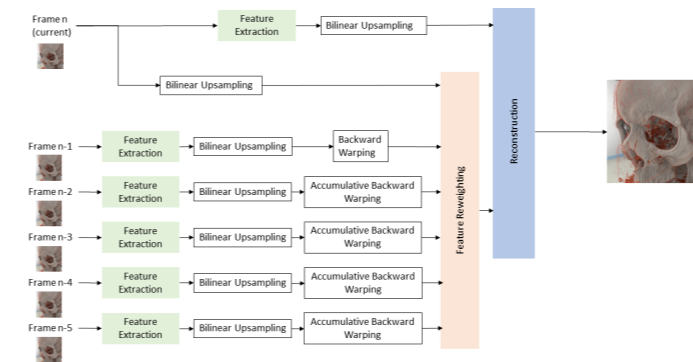 Frame n
(current)
Feature
Extraction
Bilinear Upsampling
Bilinear Upsampling
Frame n-1
Feature
Extraction
Bilinear Upsampling
Backward
Warping
Frame n-2
Feature
Extraction
Bilinear Upsampling
Accumulative Backward
Warping
Frame n-3
Feature
Extraction
Bilinear Upsampling
Accumulative Backward
Warping
Frame n-4
Feature
Extraction
Bilinear Upsampling
Accumulative Backward
Warping
Frame n-5
Feature
Extraction
Bilinear Upsampling
Accumulative Backward
Warping
Feature Reweighting
Reconstruction